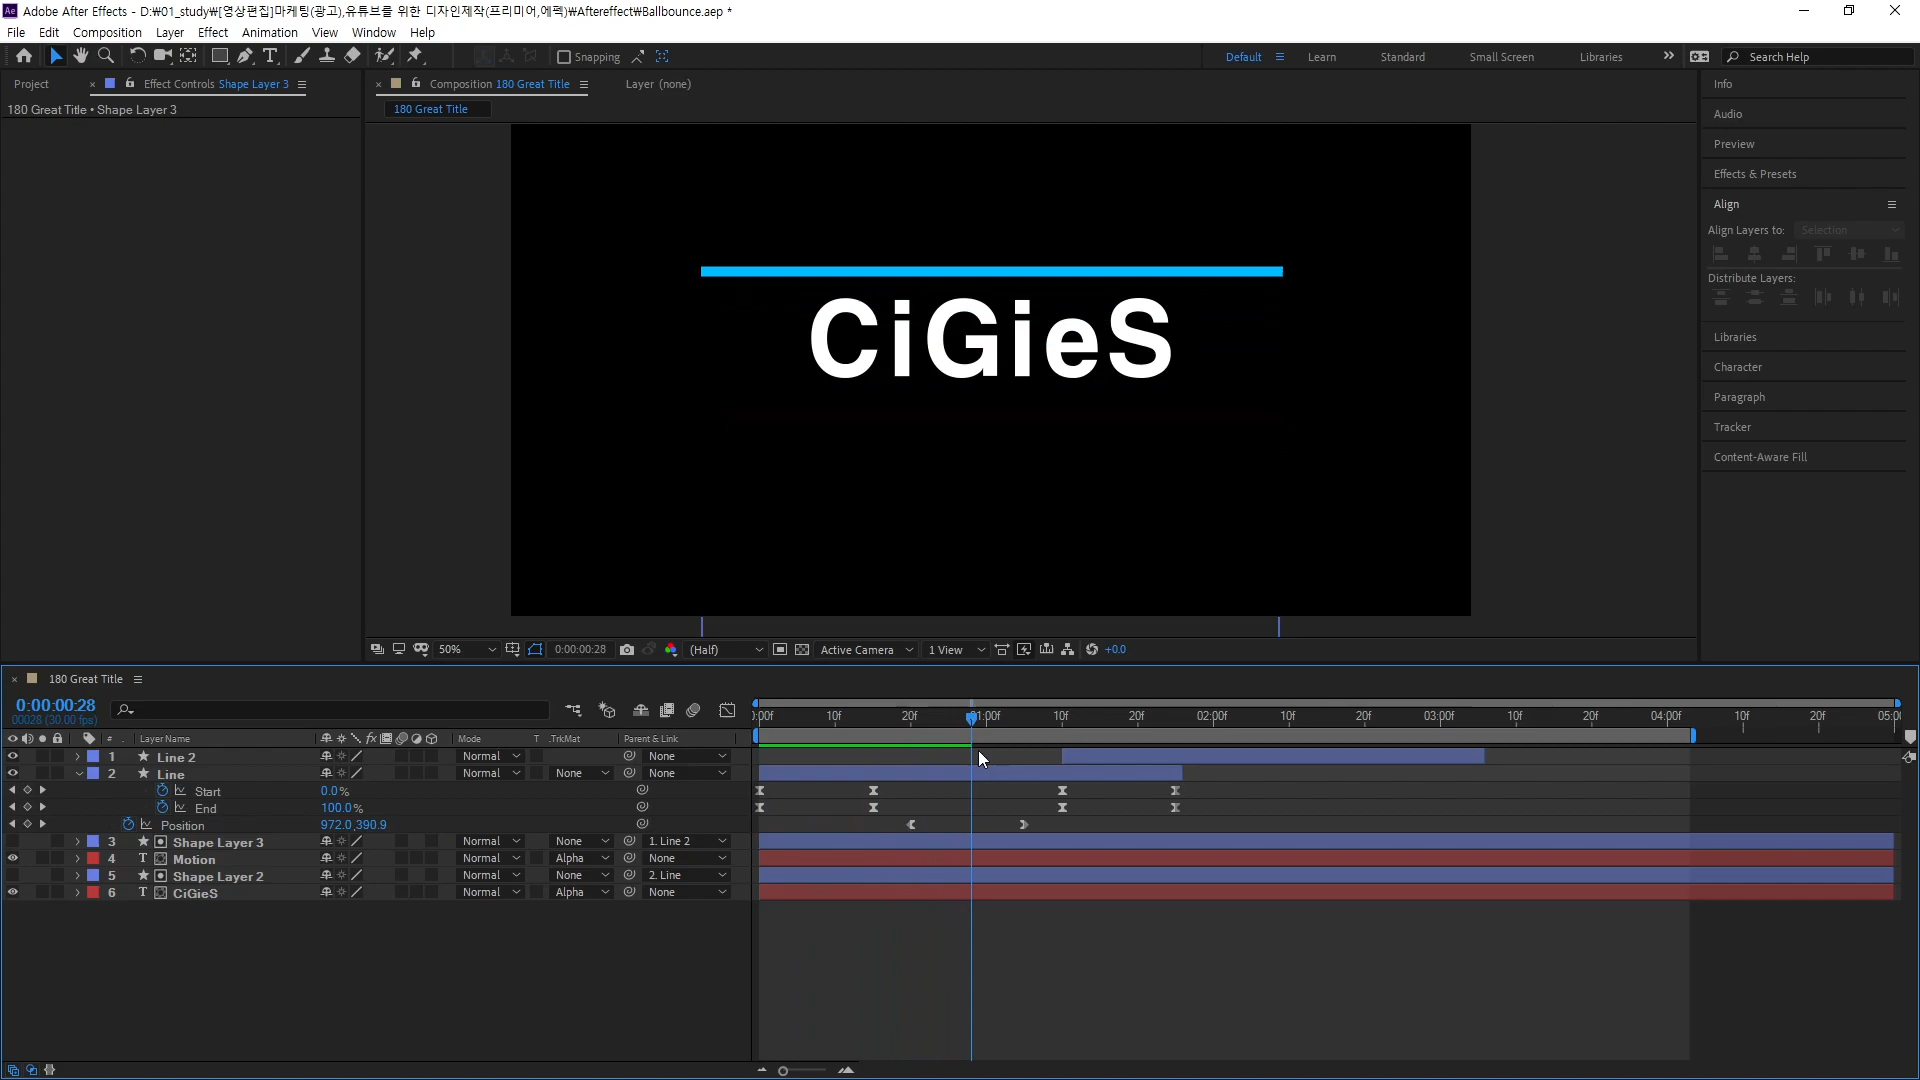 Ae Adobe After Effects - D:₩01_study₩[영상편집]마케팅(광고),유튜브를 위한 디자인제작(프리미어,에펙)₩Aftereffect₩Ballbounce.aep *
File Edit Composition Layer Effect Animation View Window Help
Snapping Default Learn Standard Small Screen Libraries Search Help
Project Effect Controls Shape Layer 3
180 Great Title • Shape Layer 3
Composition 180 Great Title Layer (none)
180 Great Title
CiGieS
50% 0:00:00:28 (Half) Active Camera 1 View +0.0
Info
Audio
Preview
Effects & Presets
Align
Align Layers to: Selection
Distribute Layers:
Libraries
Character
Paragraph
Tracker
Content-Aware Fill
180 Great Title
0:00:00:28
00028 (30.00 fps)
):00f 10f 20f 01:00f 10f 20f 02:00f 10f 20f 03:00f 10f 20f 04:00f 10f 20f 05:00
# Layer Name fx Mode T .TrkMat Parent & Link
1 Line 2 Normal None
2 Line Normal None None
Start 0.0%
End 100.0%
Position 972.0,390.9
3 Shape Layer 3 Normal None 1. Line 2
4 T Motion Normal Alpha None
5 Shape Layer 2 Normal None 2. Line
6 T CiGieS Normal Alpha None